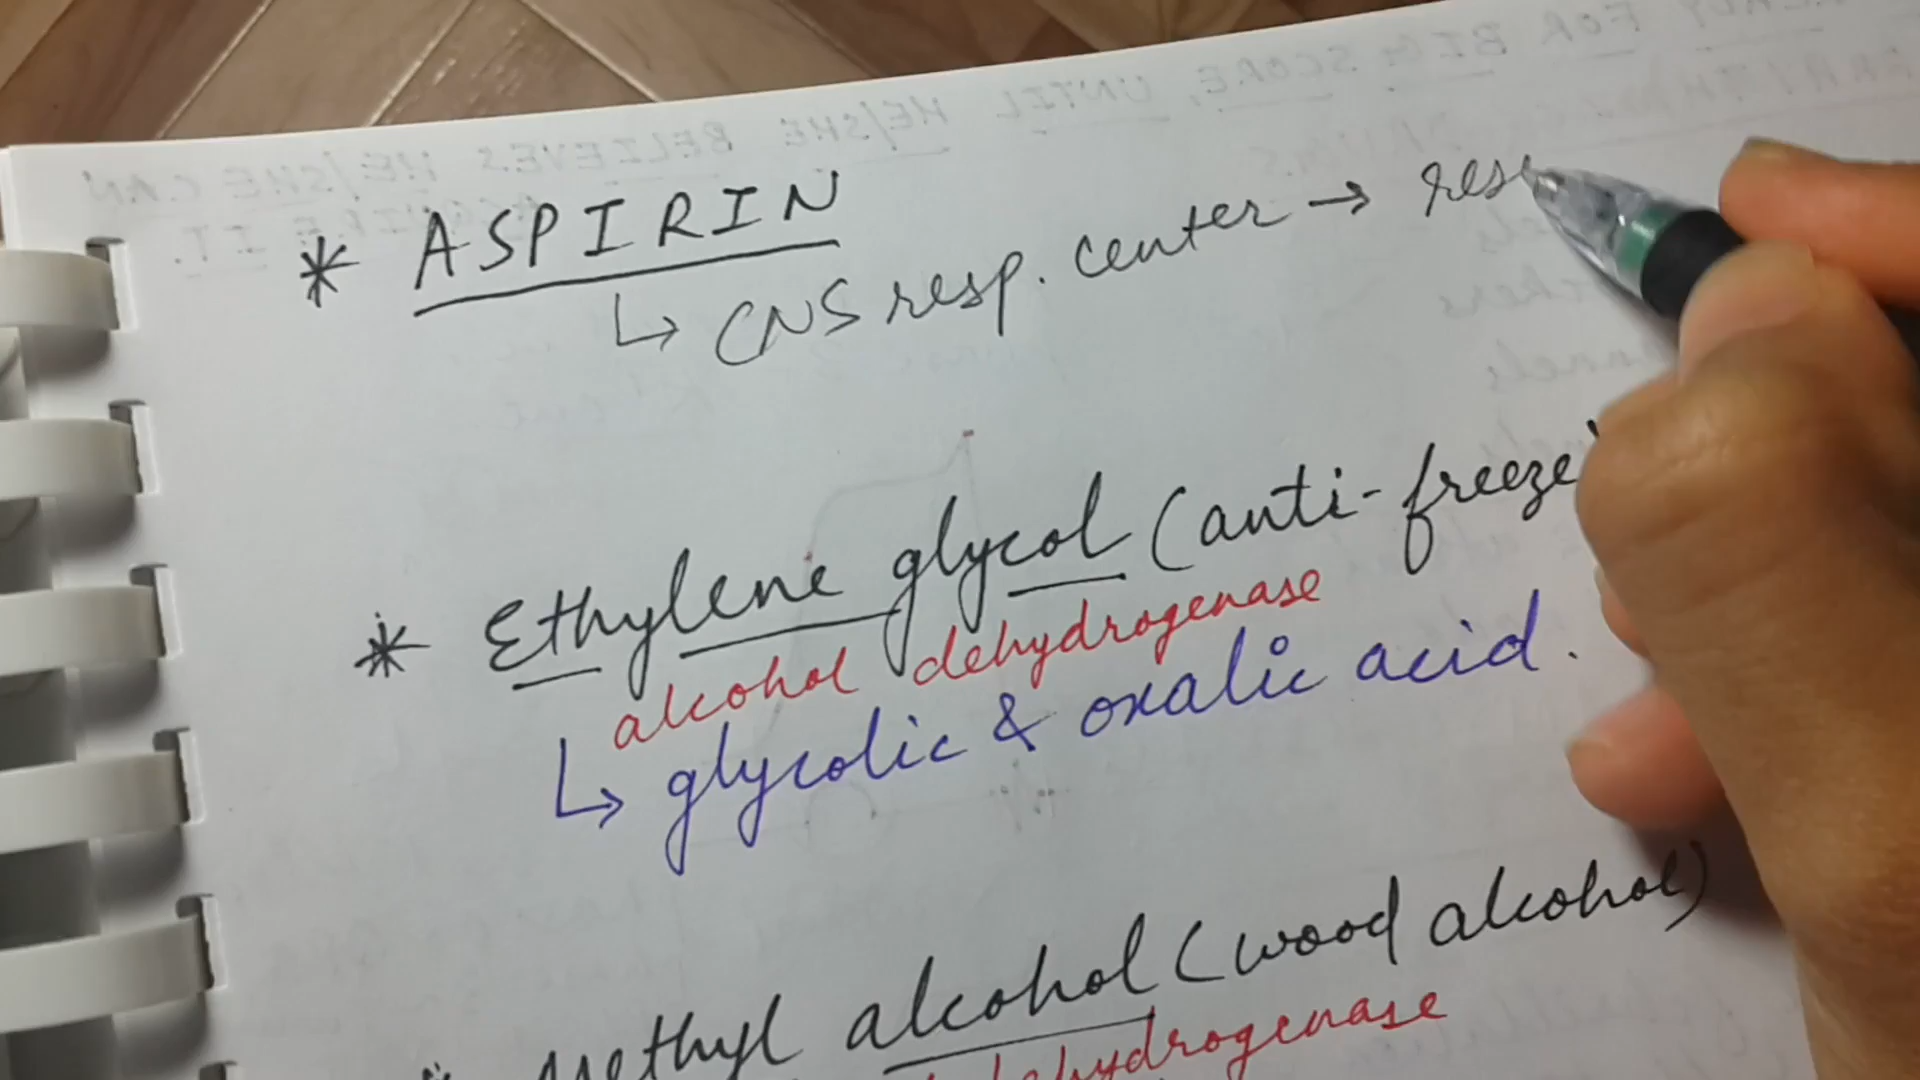 * ASPIRIN
↳ CNS resp. center → res
* Ethylene glycol (anti-freeze)
alcohol dehydrogenase
↳ glycolic & oxalic acid.
Methyl alcohol (wood alcohol)
dehydrogenase